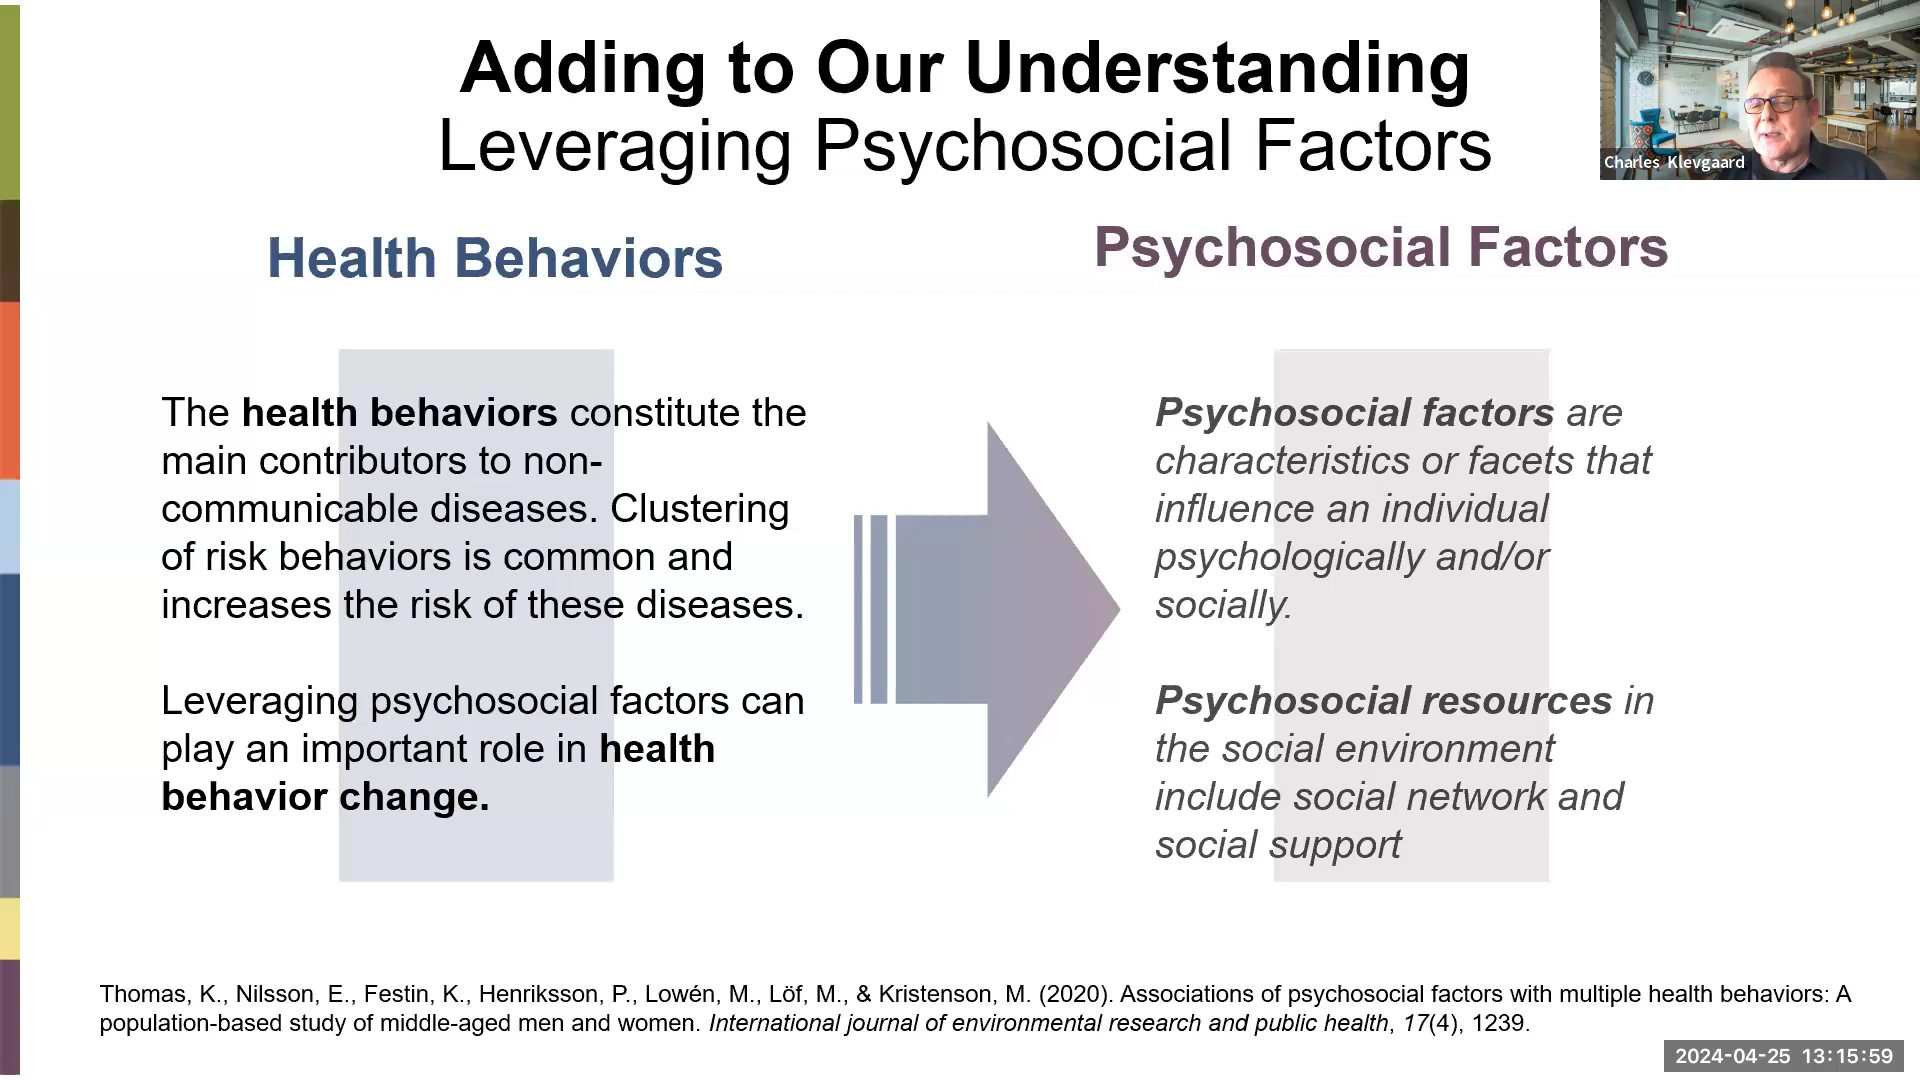 Adding to Our Understanding
Leveraging Psychosocial Factors
Charles Klevgaard
Health Behaviors
The health behaviors constitute the
main contributors to non-
communicable diseases. Clustering
of risk behaviors is common and
increases the risk of these diseases.
Leveraging psychosocial factors can
play an important role in health
behavior change.
Psychosocial Factors
Psychosocial factors are
characteristics or facets that
influence an individual
psychologically and/or
socially.
Psychosocial resources in
the social environment
include social network and
social support
Thomas, K., Nilsson, E., Festin, K., Henriksson, P., Lowén, M., Löf, M., & Kristenson, M. (2020). Associations of psychosocial factors with multiple health behaviors: A
population-based study of middle-aged men and women. International journal of environmental research and public health, 17(4), 1239.
2024-04-25 13:15:59